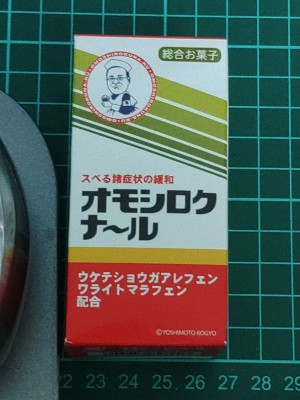 総合お菓子
スベる諸症状の緩和
オモシロク
ナ〜ル
ウケテショウガアレフェン
ワライトマラフェン
配合
©YOSHIMOTO KOGYO
22 23 24 25 26 27 28 29